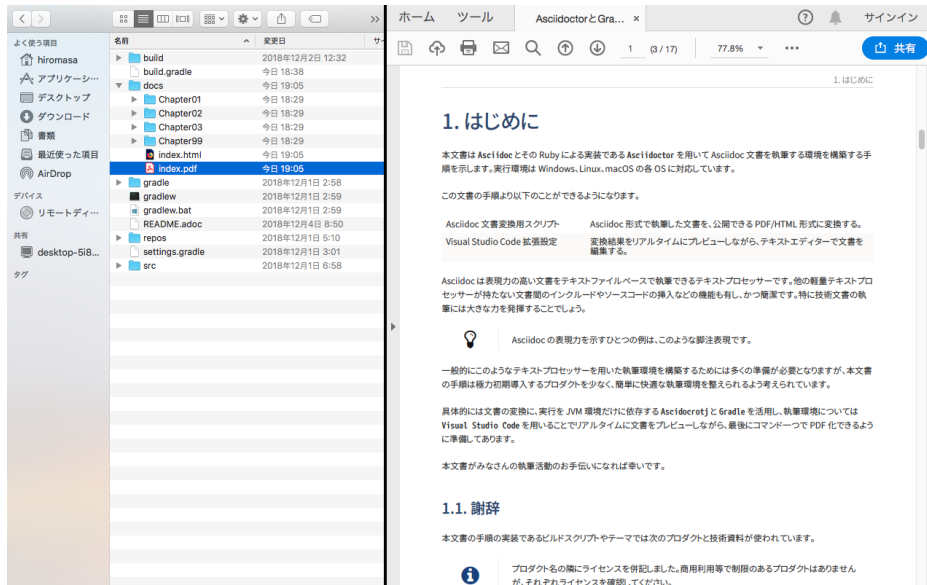 よく使う項目
hiromasa
アプリケーシ…
デスクトップ
ダウンロード
書類
最近使った項目
AirDrop
デバイス
リモートディ…
共有
desktop-5i8...
タグ
名前 変更日 サ
build 2018年12月2日 12:32
build.gradle 今日 18:38
docs 今日 19:05
Chapter01 今日 18:29
Chapter02 今日 18:29
Chapter03 今日 18:29
Chapter99 今日 18:29
index.html 今日 19:05
index.pdf 今日 19:05
gradle 2018年12月1日 2:58
gradlew 2018年12月1日 2:59
gradlew.bat 2018年12月1日 2:59
README.adoc 2018年12月4日 8:50
repos 2018年12月1日 5:10
settings.gradle 2018年12月1日 3:01
src 2018年12月1日 6:58
ホーム ツール AsciidoctorとGra... × サインイン
1 (3 / 17) 77.8% 共有
1. はじめに
1. はじめに
本文書は Asciidoc とその Ruby による実装である Asciidoctor を用いて Asciidoc 文書を執筆する環境を構築する手
順を示します。実行環境は Windows、Linux、macOS の各 OS に対応しています。
この文書の手順より以下のことができるようになります。
Asciidoc 文書変換用スクリプト Asciidoc 形式で執筆した文書を、公開できる PDF/HTML 形式に変換する。
Visual Studio Code 拡張設定 変換結果をリアルタイムにプレビューしながら、テキストエディターで文書を
編集する。
Asciidoc は表現力の高い文書をテキストファイルベースで執筆できるテキストプロセッサーです。他の軽量テキストプロ
セッサーが持たない文書間のインクルードやソースコードの挿入などの機能も有し、かつ簡潔です。特に技術文書の執
筆には大きな力を発揮することでしょう。
Asciidoc の表現力を示すひとつの例は、このような脚注表現です。
一般的にこのようなテキストプロセッサーを用いた執筆環境を構築するためには多くの準備が必要となりますが、本文書
の手順は極力初期導入するプロダクトを少なく、簡単に快適な執筆環境を整えられるよう考えられています。
具体的には文書の変換に、実行を JVM 環境だけに依存する Asciidocrotj と Gradle を活用し、執筆環境については
Visual Studio Code を用いることでリアルタイムに文書をプレビューしながら、最後にコマンド一つで PDF 化できるよう
に準備してあります。
本文書がみなさんの執筆活動のお手伝いになれば幸いです。
1.1. 謝辞
本文書の手順の実装であるビルドスクリプトやテーマでは次のプロダクトと技術資料が使われています。
プロダクト名の隣にライセンスを併記しました。商用利用等で制限のあるプロダクトはありません
が、それぞれライセンスを確認してください。